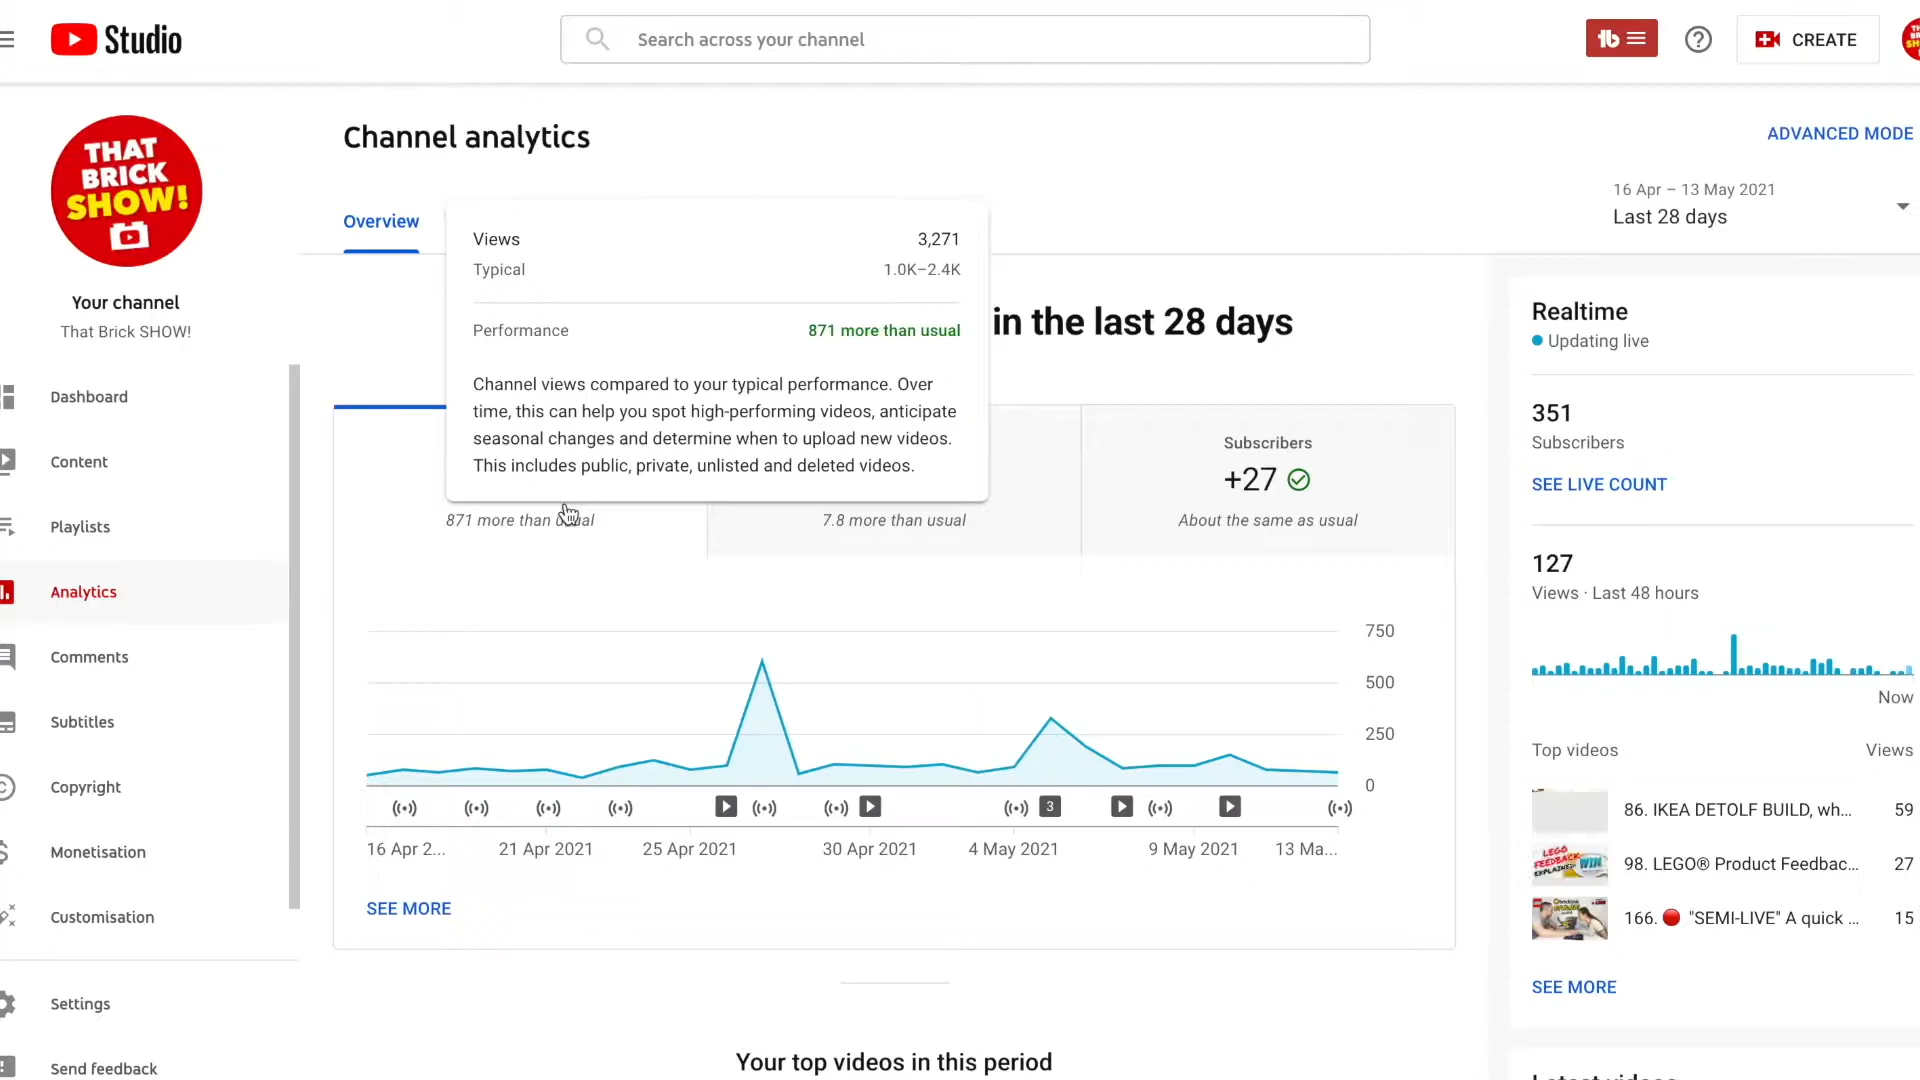 Studio
Search across your channel
CREATE
THAT
BRICK
SHOW!
Your channel
That Brick SHOW!
Dashboard
Content
Playlists
Analytics
Comments
Subtitles
Copyright
Monetisation
Customisation
Settings
Send feedback
Channel analytics
ADVANCED MODE
16 Apr – 13 May 2021
Last 28 days
Overview
Views 3,271
Typical 1.0K–2.4K
Performance 871 more than usual
Channel views compared to your typical performance. Over
time, this can help you spot high-performing videos, anticipate
seasonal changes and determine when to upload new videos.
This includes public, private, unlisted and deleted videos.
in the last 28 days
871 more than usual
7.8 more than usual
Subscribers
+27
About the same as usual
750
500
250
0
3
16 Apr 2... 21 Apr 2021 25 Apr 2021 30 Apr 2021 4 May 2021 9 May 2021 13 Ma...
SEE MORE
Your top videos in this period
Realtime
Updating live
351
Subscribers
SEE LIVE COUNT
127
Views · Last 48 hours
Now
Top videos Views
86. IKEA DETOLF BUILD, wh... 59
LEGO
FEEDBACK
EXPLAINED
WIN
98. LEGO® Product Feedbac... 27
166. 🔴 "SEMI-LIVE" A quick ... 15
SEE MORE